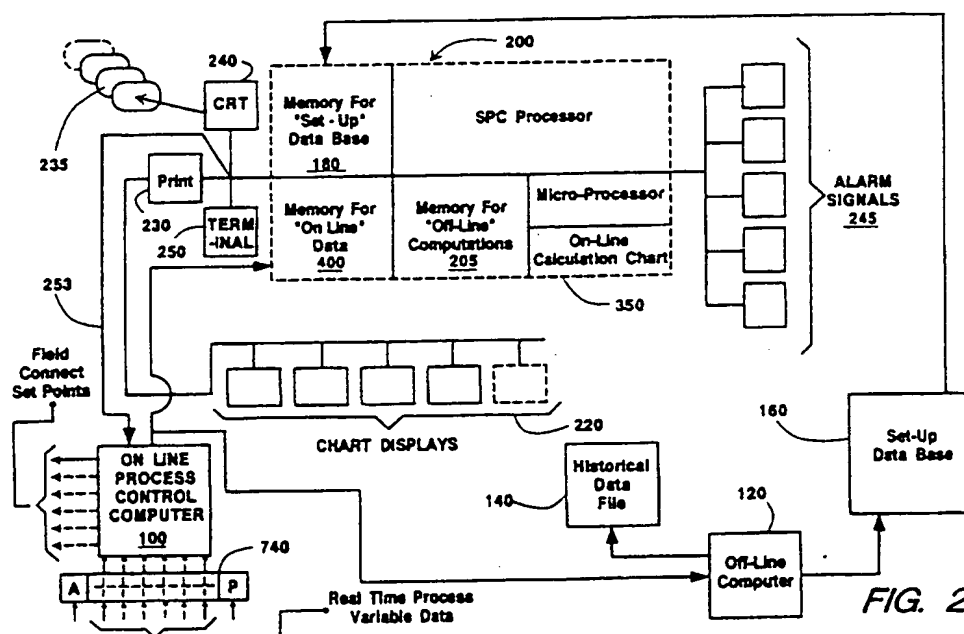 240
200
CRT
235
Memory For
"Set - Up"
Data Base
180
SPC Processor
Print
230
TERM
-INAL
250
Memory For
"On Line"
Data
400
Memory For
"Off-Line"
Computations
205
Micro-Processor
On-Line
Calculation Chart
350
ALARM
SIGNALS
245
253
Field
Connect
Set Points
CHART DISPLAYS
220
160
Set-Up
Data Base
ON LINE
PROCESS
CONTROL
COMPUTER
100
140
Historical
Data
File
120
Off-Line
Computer
740
A
P
Real Time Process
Variable Data
FIG. 2